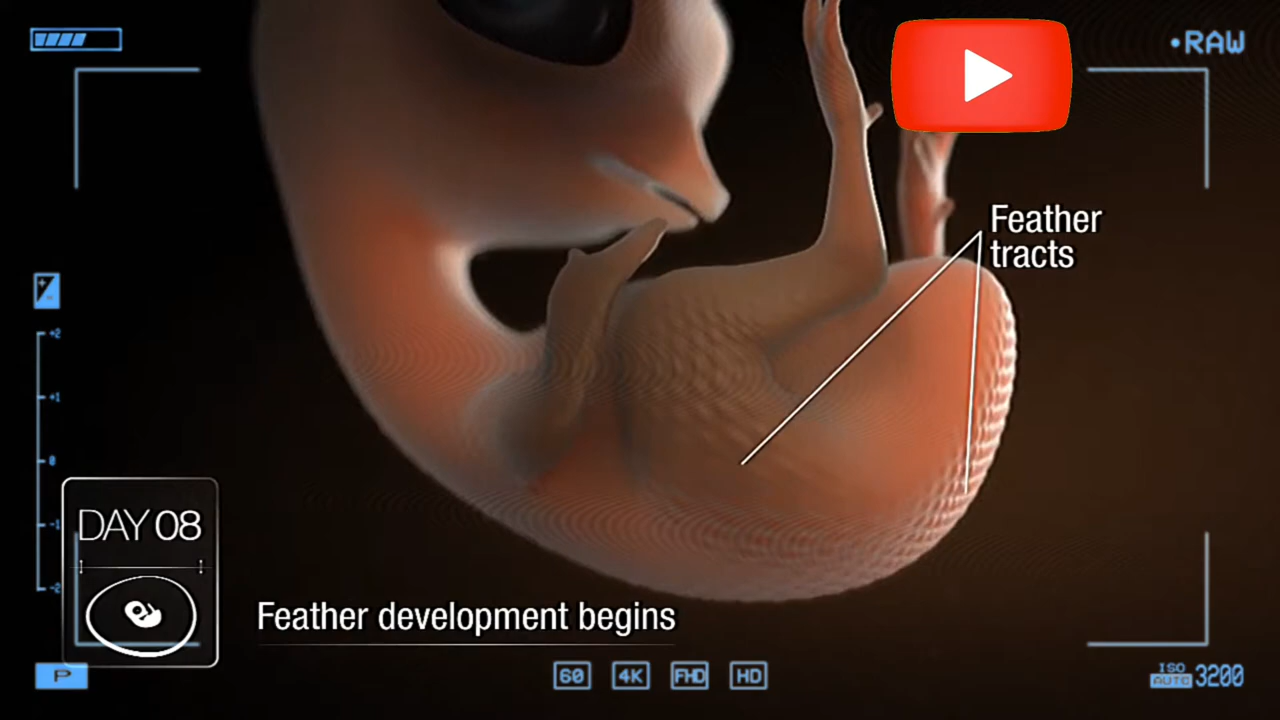 •RAW
Feather
tracts
+2
+1
0
-1
-2
DAY 08
Feather development begins
P
60 4K FHD HD
ISO
AUTO 3200